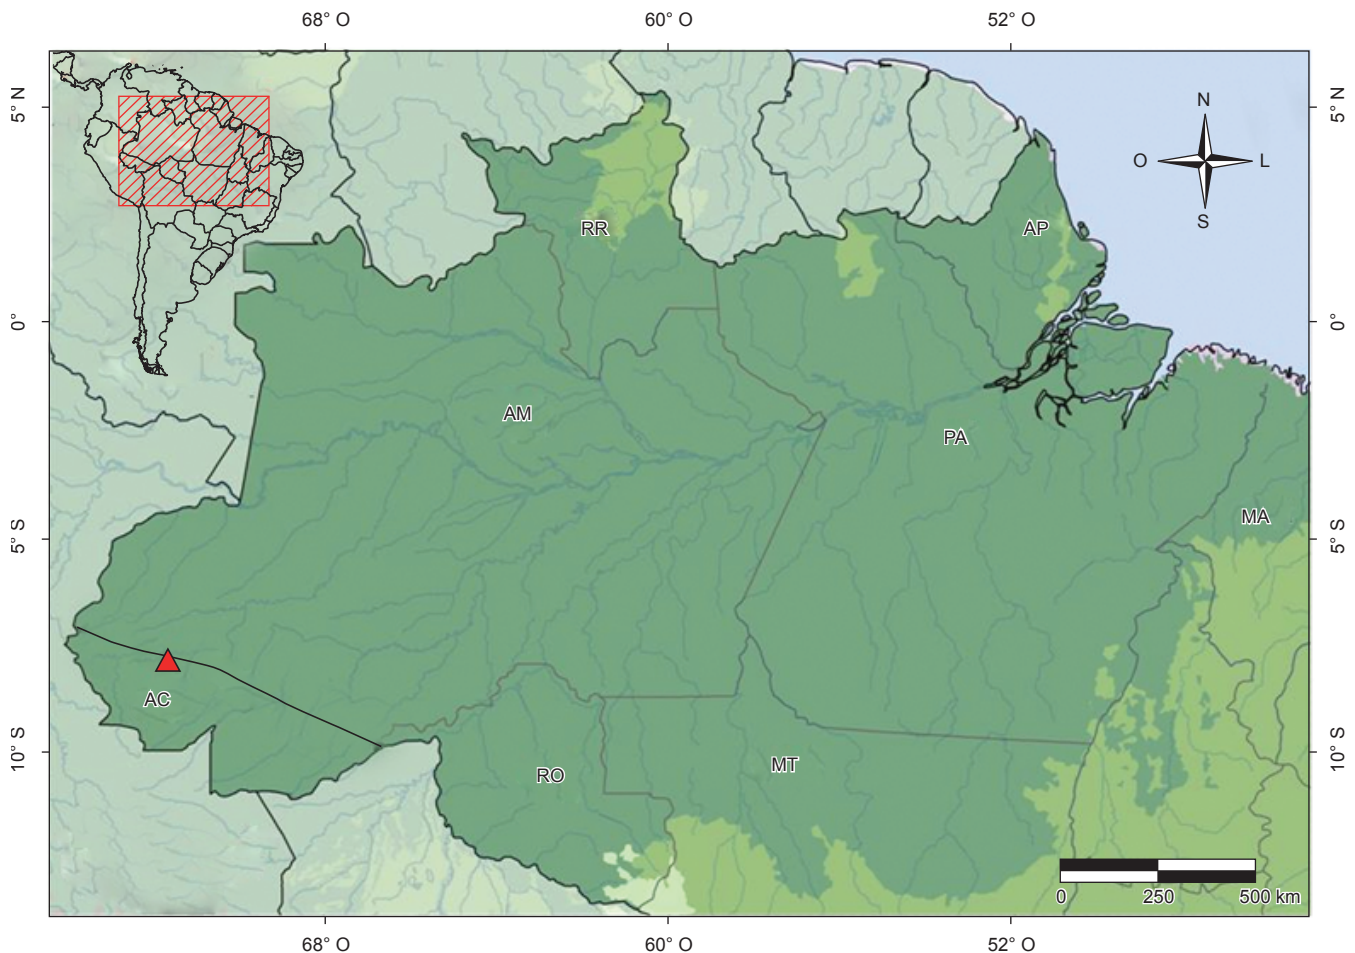 68° O 60° O 52° O
5° N 5° N
N
O L
S
RR AP
0° 0°
AM
PA
MA
5° S 5° S
AC
10° S 10° S
RO MT
0 250 500 km
68° O 60° O 52° O